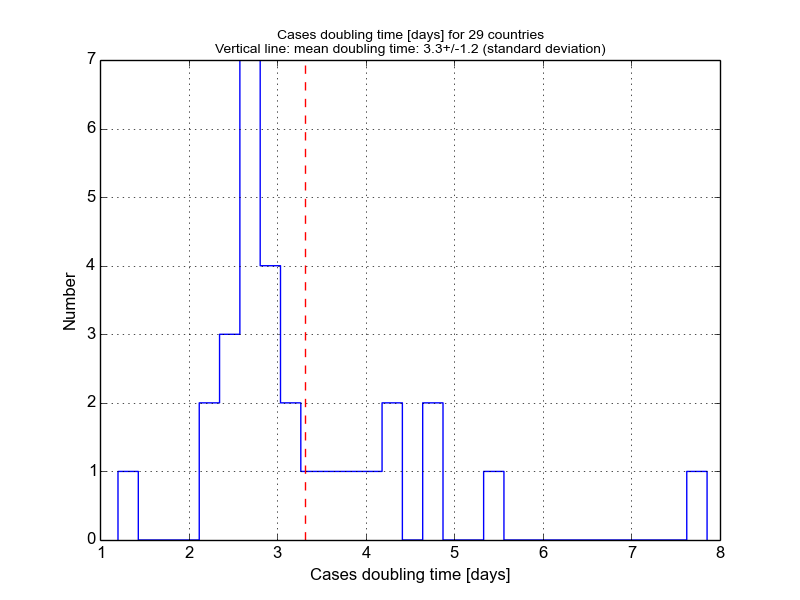 Cases doubling time [days] for 29 countries
Vertical line: mean doubling time: 3.3+/-1.2 (standard deviation)
7
6
5
4
3
2
1
0
Number
1 2 3 4 5 6 7 8
Cases doubling time [days]